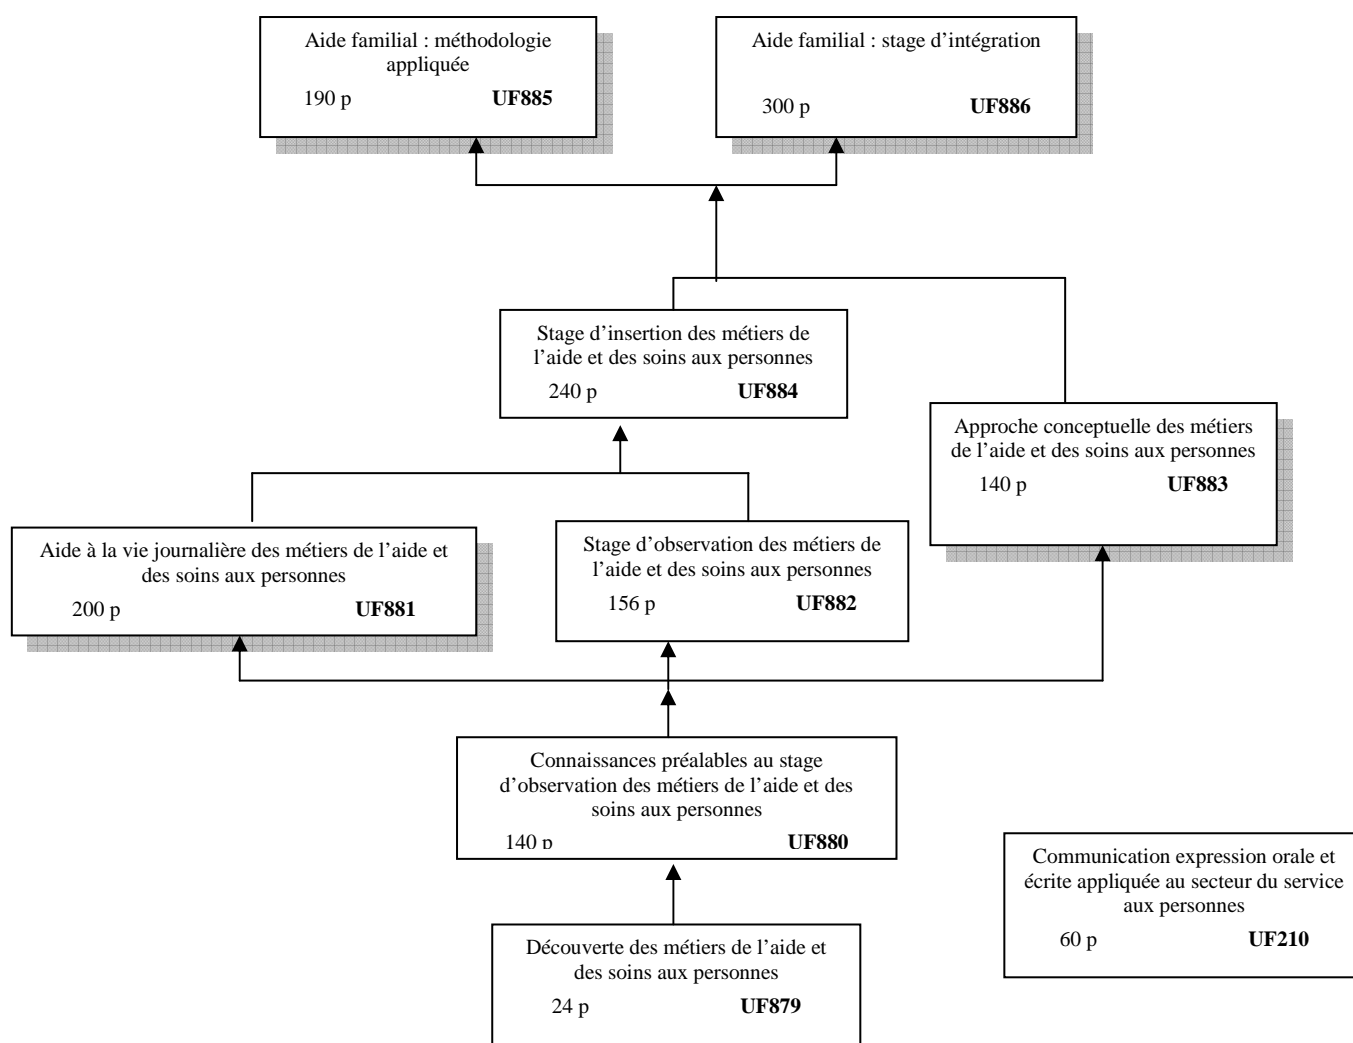 Aide familial : méthodologie
appliquée
190 p UF885
Aide familial : stage d’intégration
300 p UF886
Stage d’insertion des métiers de
l’aide et des soins aux personnes
240 p UF884
Approche conceptuelle des métiers
de l’aide et des soins aux personnes
140 p UF883
Aide à la vie journalière des métiers de l’aide et
des soins aux personnes
200 p UF881
Stage d’observation des métiers de
l’aide et des soins aux personnes
156 p UF882
Connaissances préalables au stage
d’observation des métiers de l’aide et des
soins aux personnes
140 p UF880
Communication expression orale et
écrite appliquée au secteur du service
aux personnes
60 p UF210
Découverte des métiers de l’aide et
des soins aux personnes
24 p UF879